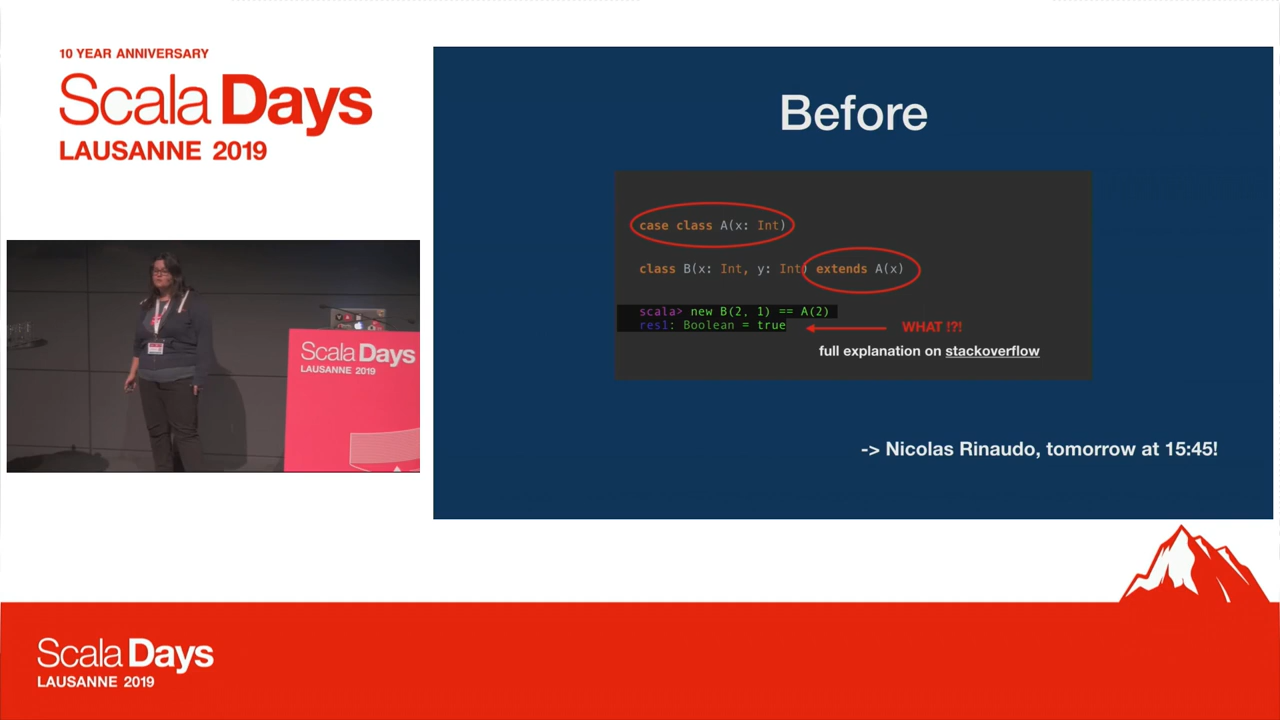 10 YEAR ANNIVERSARY
Scala Days
LAUSANNE 2019
Before
case class A(x: Int)
class B(x: Int, y: Int) extends A(x)
scala> new B(2, 1) == A(2)
res1: Boolean = true
WHAT !?!
full explanation on stackoverflow
-> Nicolas Rinaudo, tomorrow at 15:45!
Scala Days
LAUSANNE 2019
Scala Days
LAUSANNE 2019